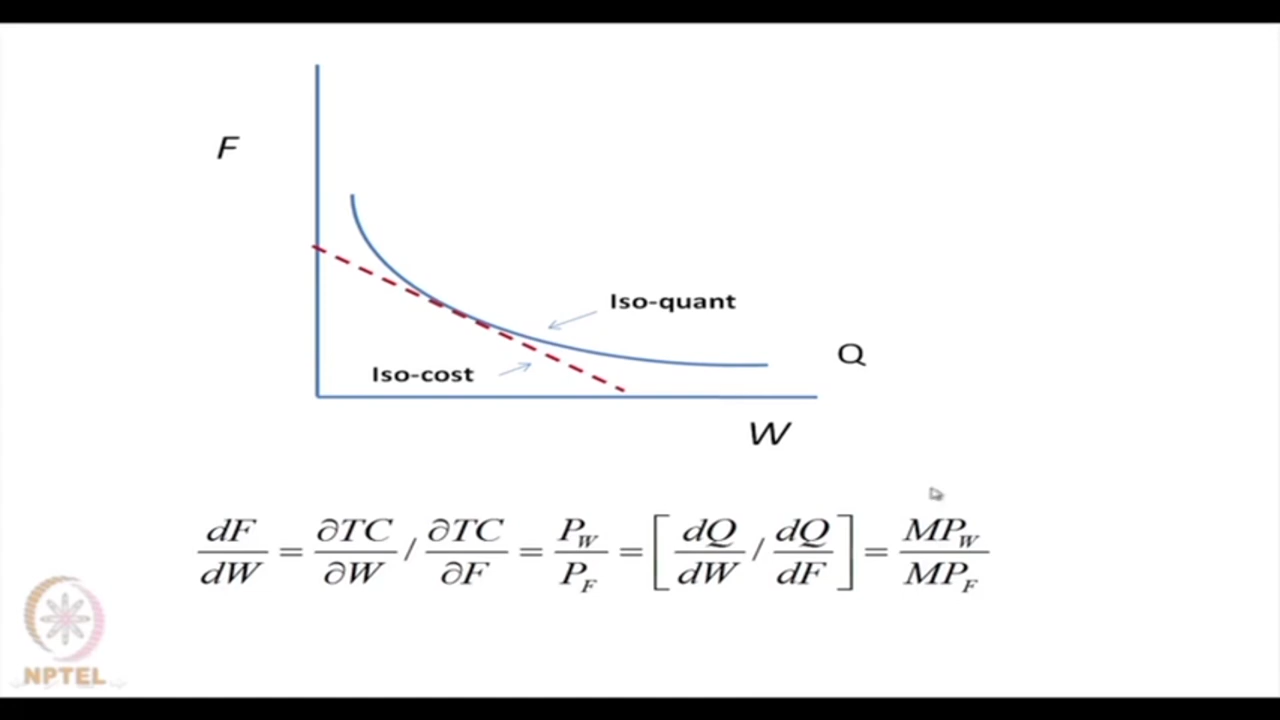 F
Iso-quant
Q
Iso-cost
W
dF/dW = ∂TC/∂W / ∂TC/∂F = P_W/P_F = [dQ/dW / dQ/dF] = MP_W/MP_F
NPTEL